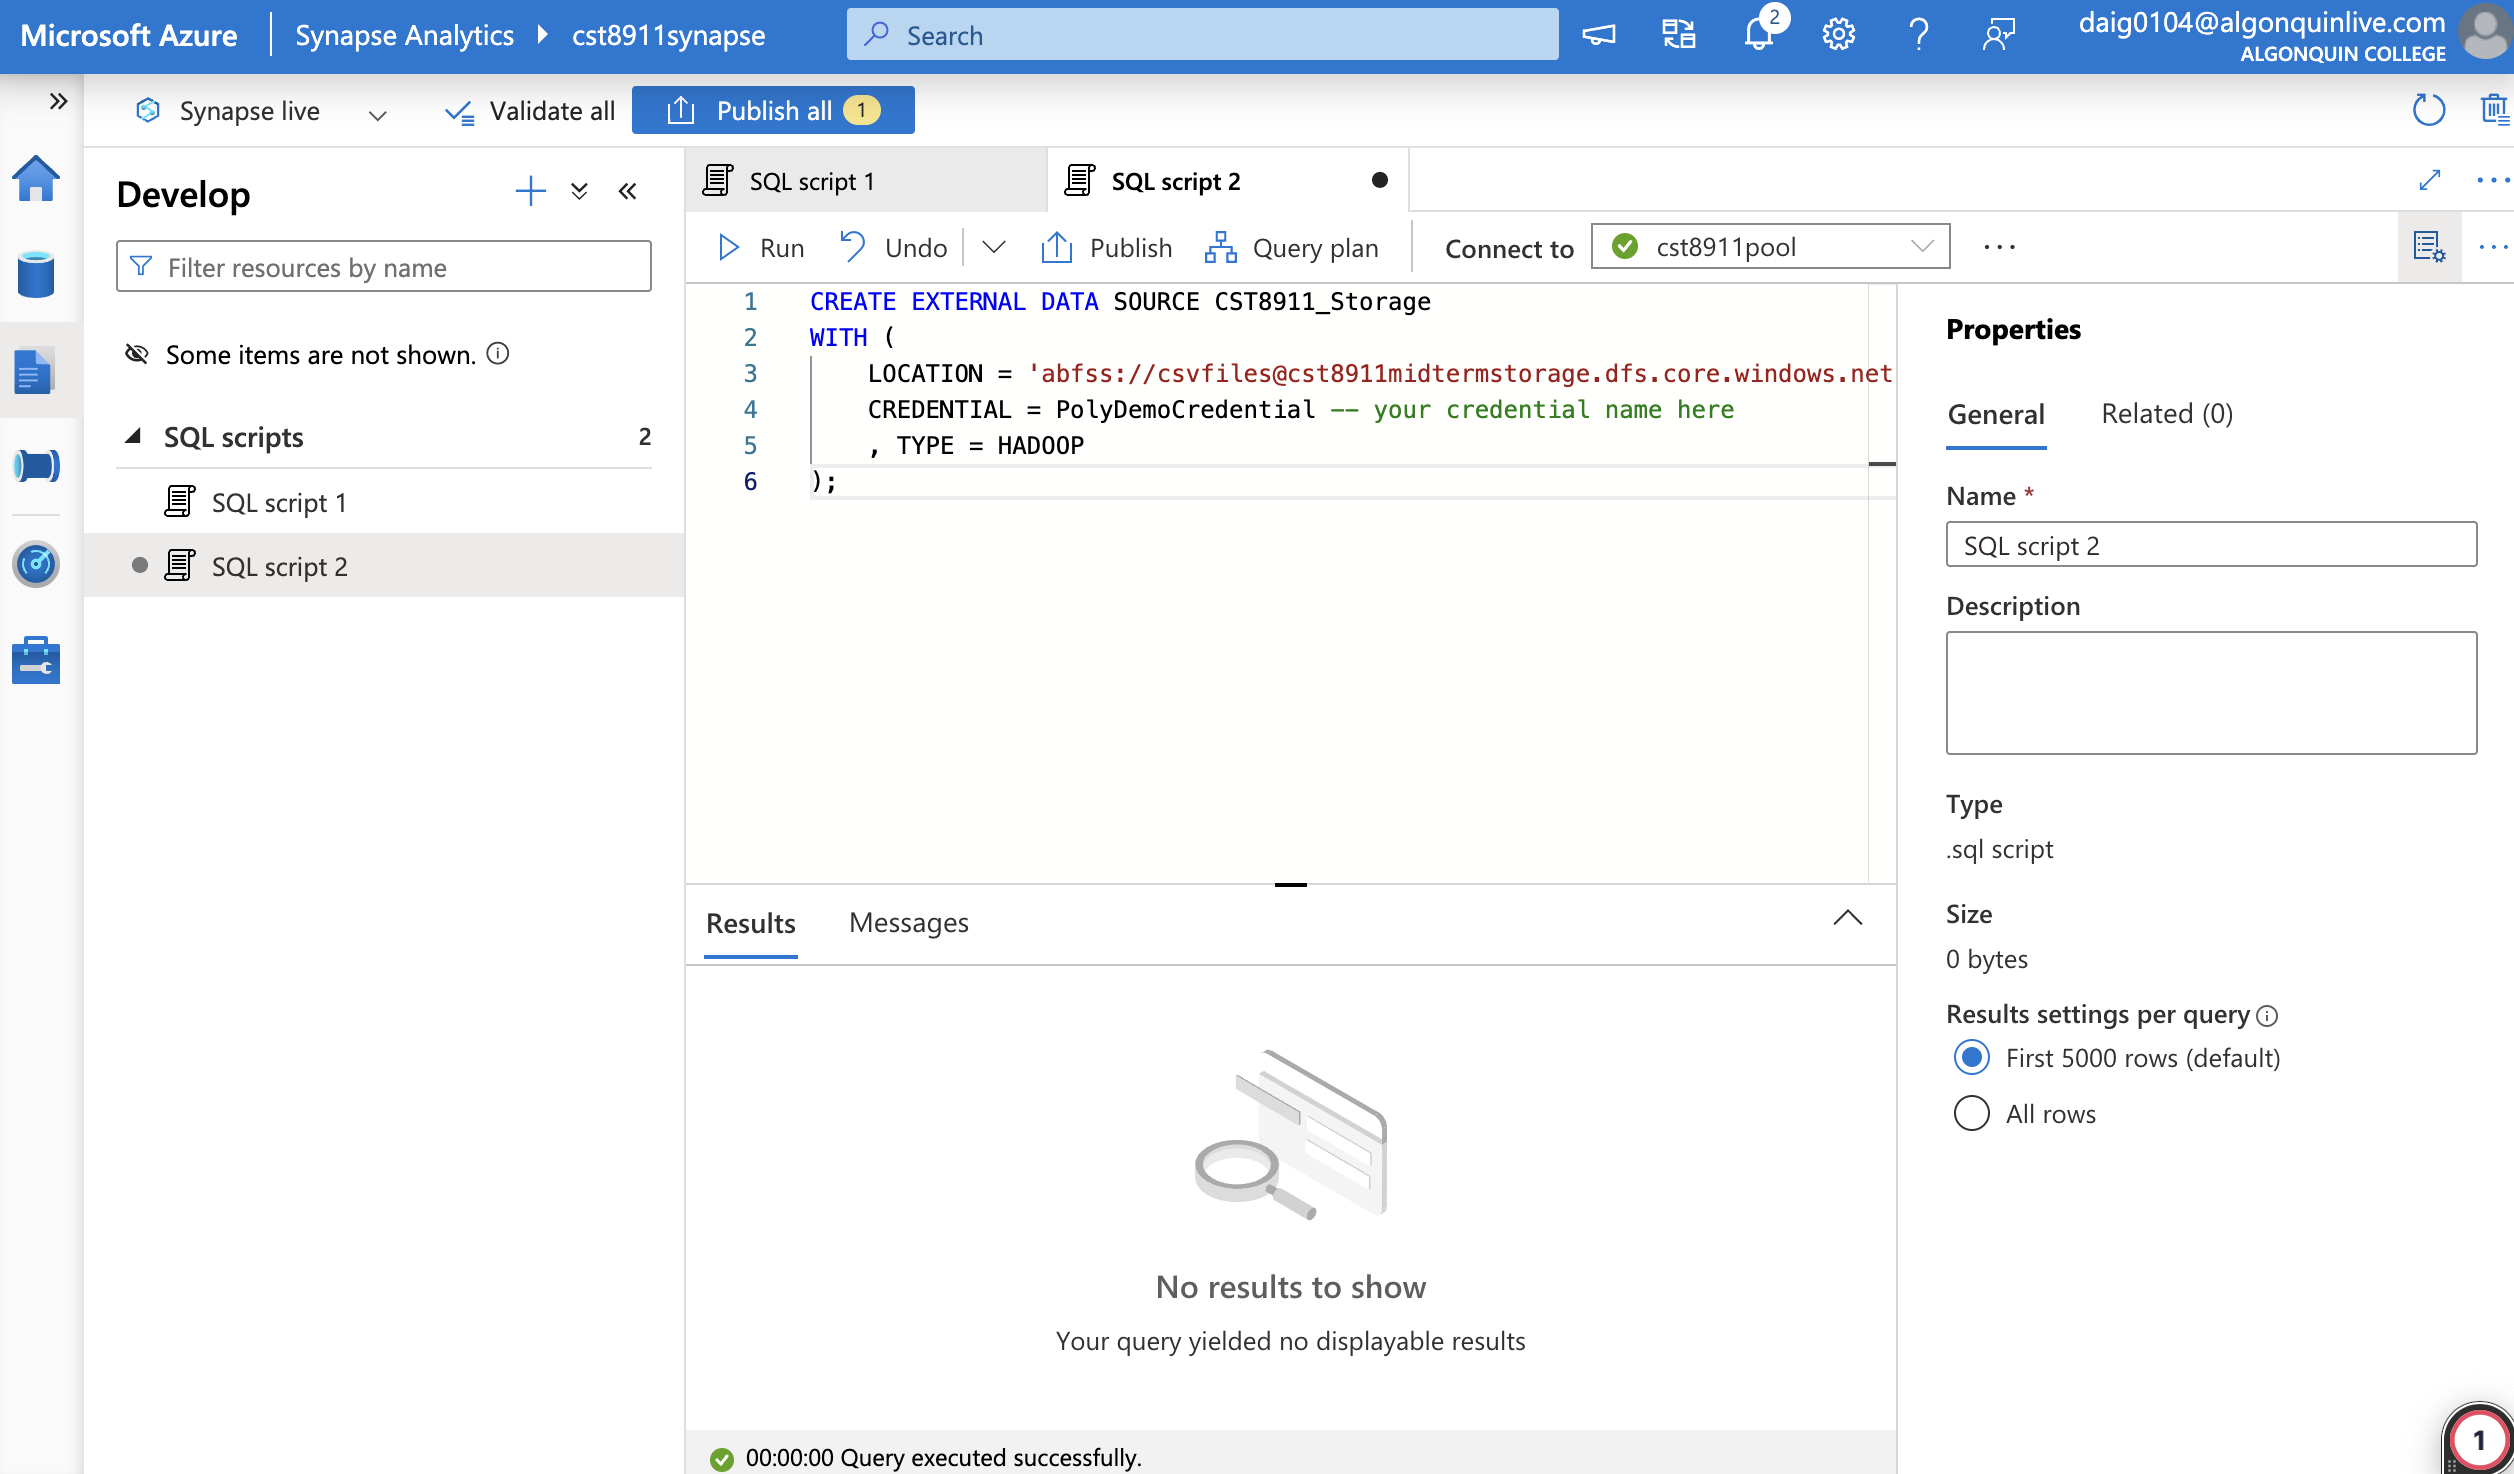 Microsoft Azure
Synapse Analytics
cst8911synapse
Search
2
daig0104@algonquinlive.com
ALGONQUIN COLLEGE
Synapse live
Validate all
Publish all 1
Develop
Filter resources by name
Some items are not shown.
SQL scripts 2
SQL script 1
SQL script 2
SQL script 1
SQL script 2
Run
Undo
Publish
Query plan
Connect to
cst8911pool
1 CREATE EXTERNAL DATA SOURCE CST8911_Storage
2 WITH (
3 LOCATION = 'abfss://csvfiles@cst8911midtermstorage.dfs.core.windows.net
4 CREDENTIAL = PolyDemoCredential -- your credential name here
5 , TYPE = HADOOP
6 );
Results
Messages
No results to show
Your query yielded no displayable results
00:00:00 Query executed successfully.
Properties
General
Related (0)
Name *
SQL script 2
Description
Type
.sql script
Size
0 bytes
Results settings per query
First 5000 rows (default)
All rows
1